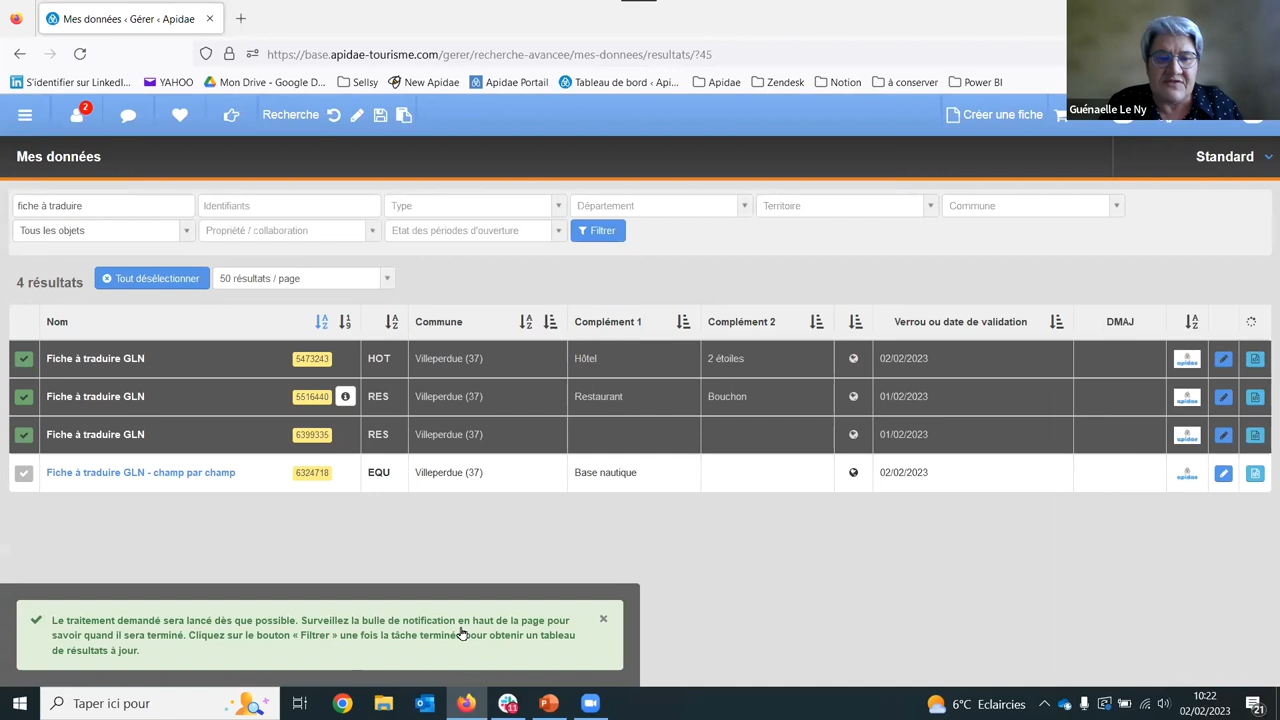 Mes données ‹ Gérer ‹ Apidae
https://base.apidae-tourisme.com/gerer/recherche-avancee/mes-donnees/resultats/?45
S'identifier sur LinkedI... YAHOO Mon Drive - Google D... Sellsy New Apidae Apidae Portail Tableau de bord ‹ Api... Apidae Zendesk Notion à conserver Power BI
Guénaelle Le Ny
2 Recherche Créer une fiche
Mes données Standard
fiche à traduire Identifiants Type Département Territoire Commune
Tous les objets Propriété / collaboration Etat des périodes d'ouverture Filtrer
4 résultats Tout désélectionner 50 résultats / page
Nom Commune Complément 1 Complément 2 Verrou ou date de validation DMAJ
Fiche à traduire GLN 5473243 HOT Villeperdue (37) Hôtel 2 étoiles 02/02/2023 apidae
Fiche à traduire GLN 5516440 RES Villeperdue (37) Restaurant Bouchon 01/02/2023 apidae
Fiche à traduire GLN 6399335 RES Villeperdue (37) 01/02/2023 apidae
Fiche à traduire GLN - champ par champ 6324718 EQU Villeperdue (37) Base nautique 02/02/2023 apidae
Le traitement demandé sera lancé dès que possible. Surveillez la bulle de notification en haut de la page pour
savoir quand il sera terminé. Cliquez sur le bouton « Filtrer » une fois la tâche terminée pour obtenir un tableau
de résultats à jour.
Taper ici pour 11 6°C Eclaircies 10:22
02/02/2023 21